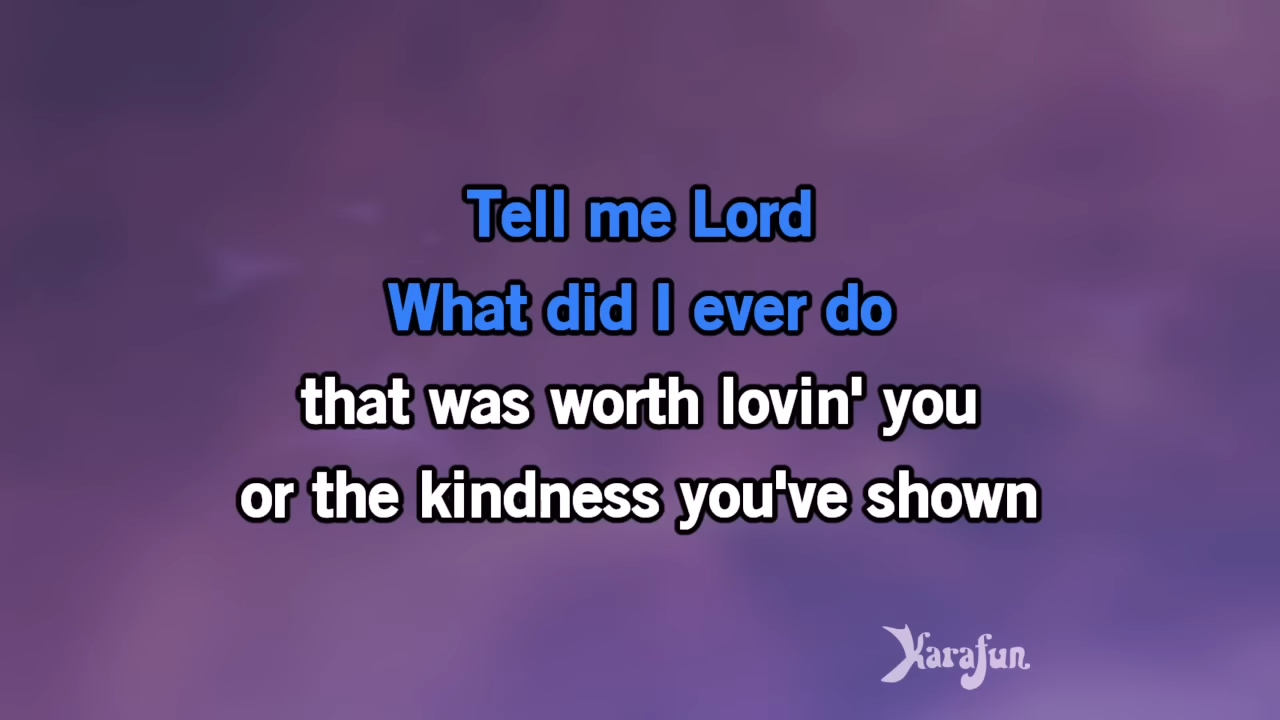 Tell me Lord
What did I ever do
that was worth lovin' you
or the kindness you've shown
Karafun